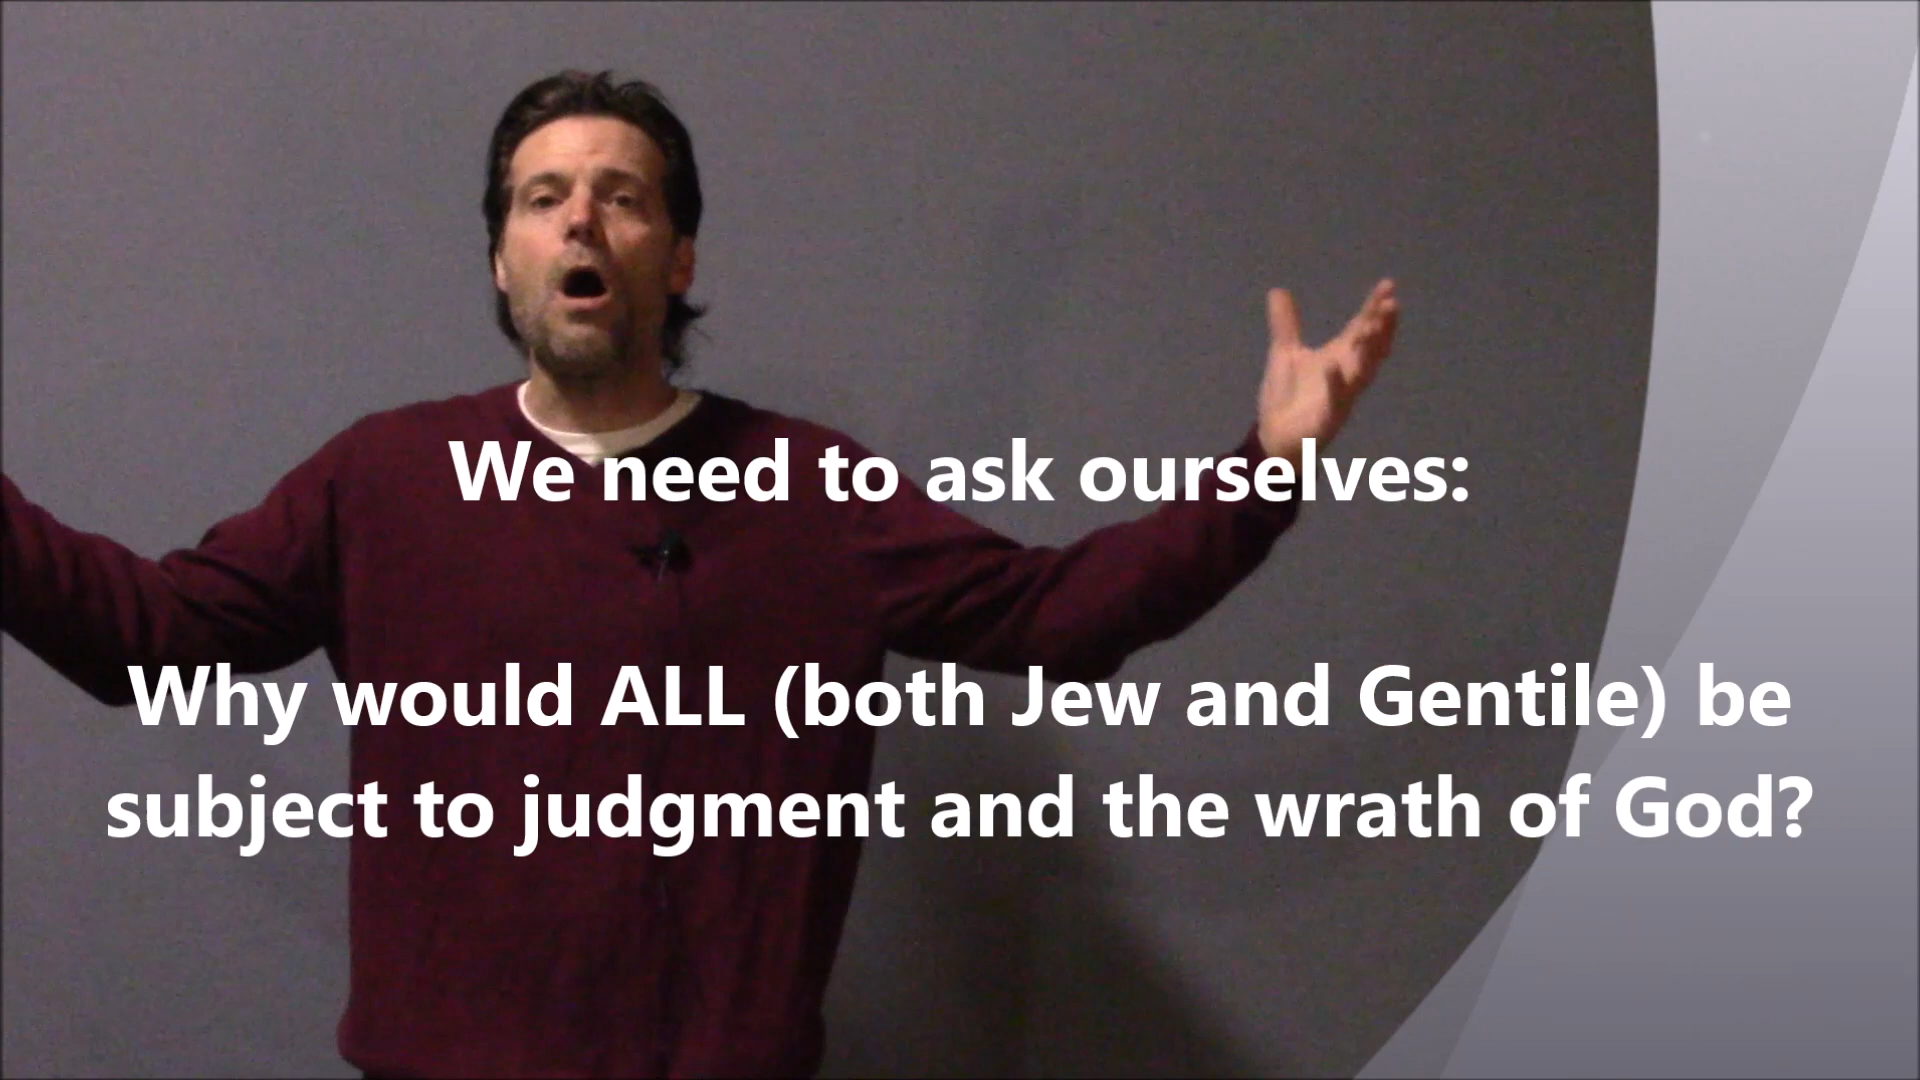 We need to ask ourselves:
Why would ALL (both Jew and Gentile) be
subject to judgment and the wrath of God?